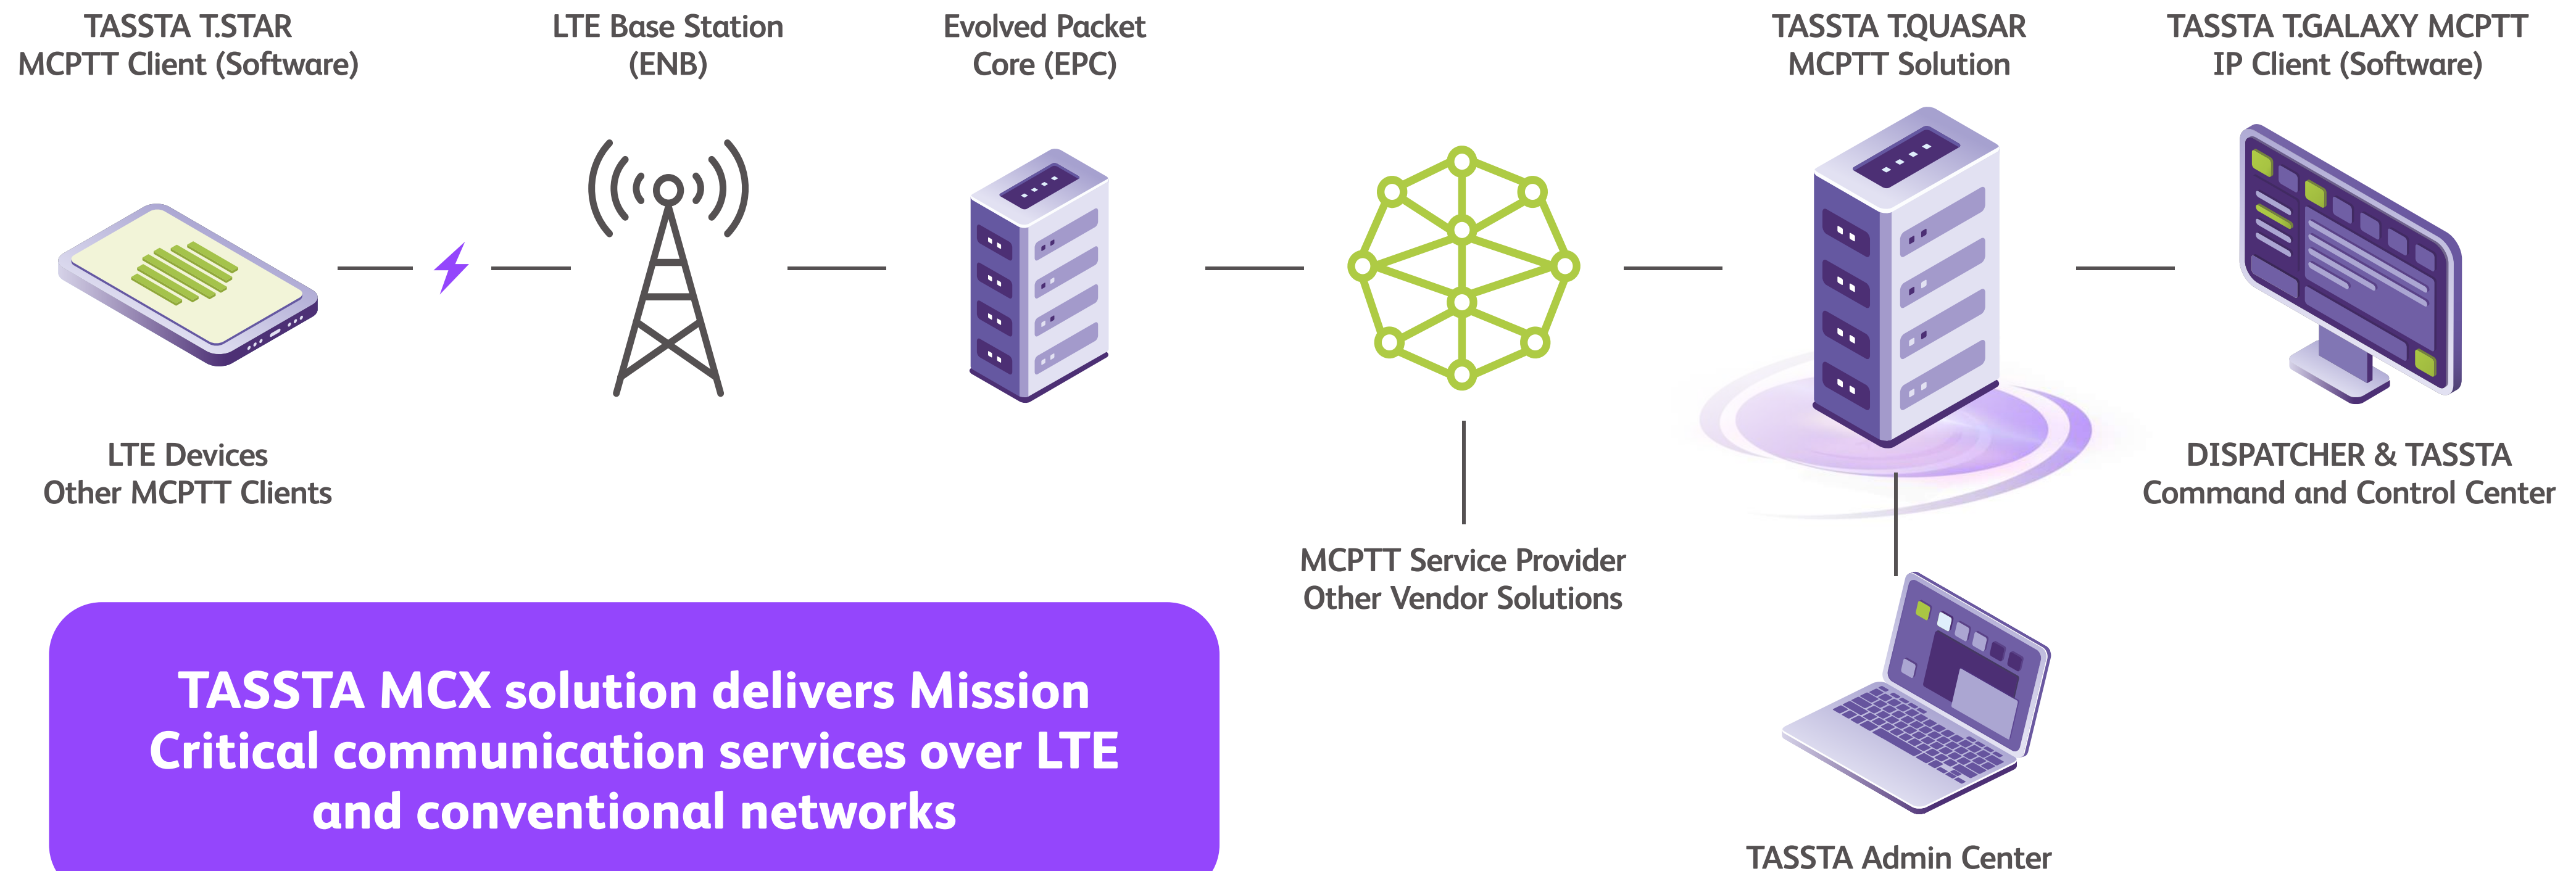 TASSTA T.STAR
MCPTT Client (Software)
LTE Base Station
(ENB)
Evolved Packet
Core (EPC)
TASSTA T.QUASAR
MCPTT Solution
TASSTA T.GALAXY MCPTT
IP Client (Software)
LTE Devices
Other MCPTT Clients
DISPATCHER & TASSTA
Command and Control Center
MCPTT Service Provider
Other Vendor Solutions
TASSTA MCX solution delivers Mission
Critical communication services over LTE
and conventional networks
TASSTA Admin Center